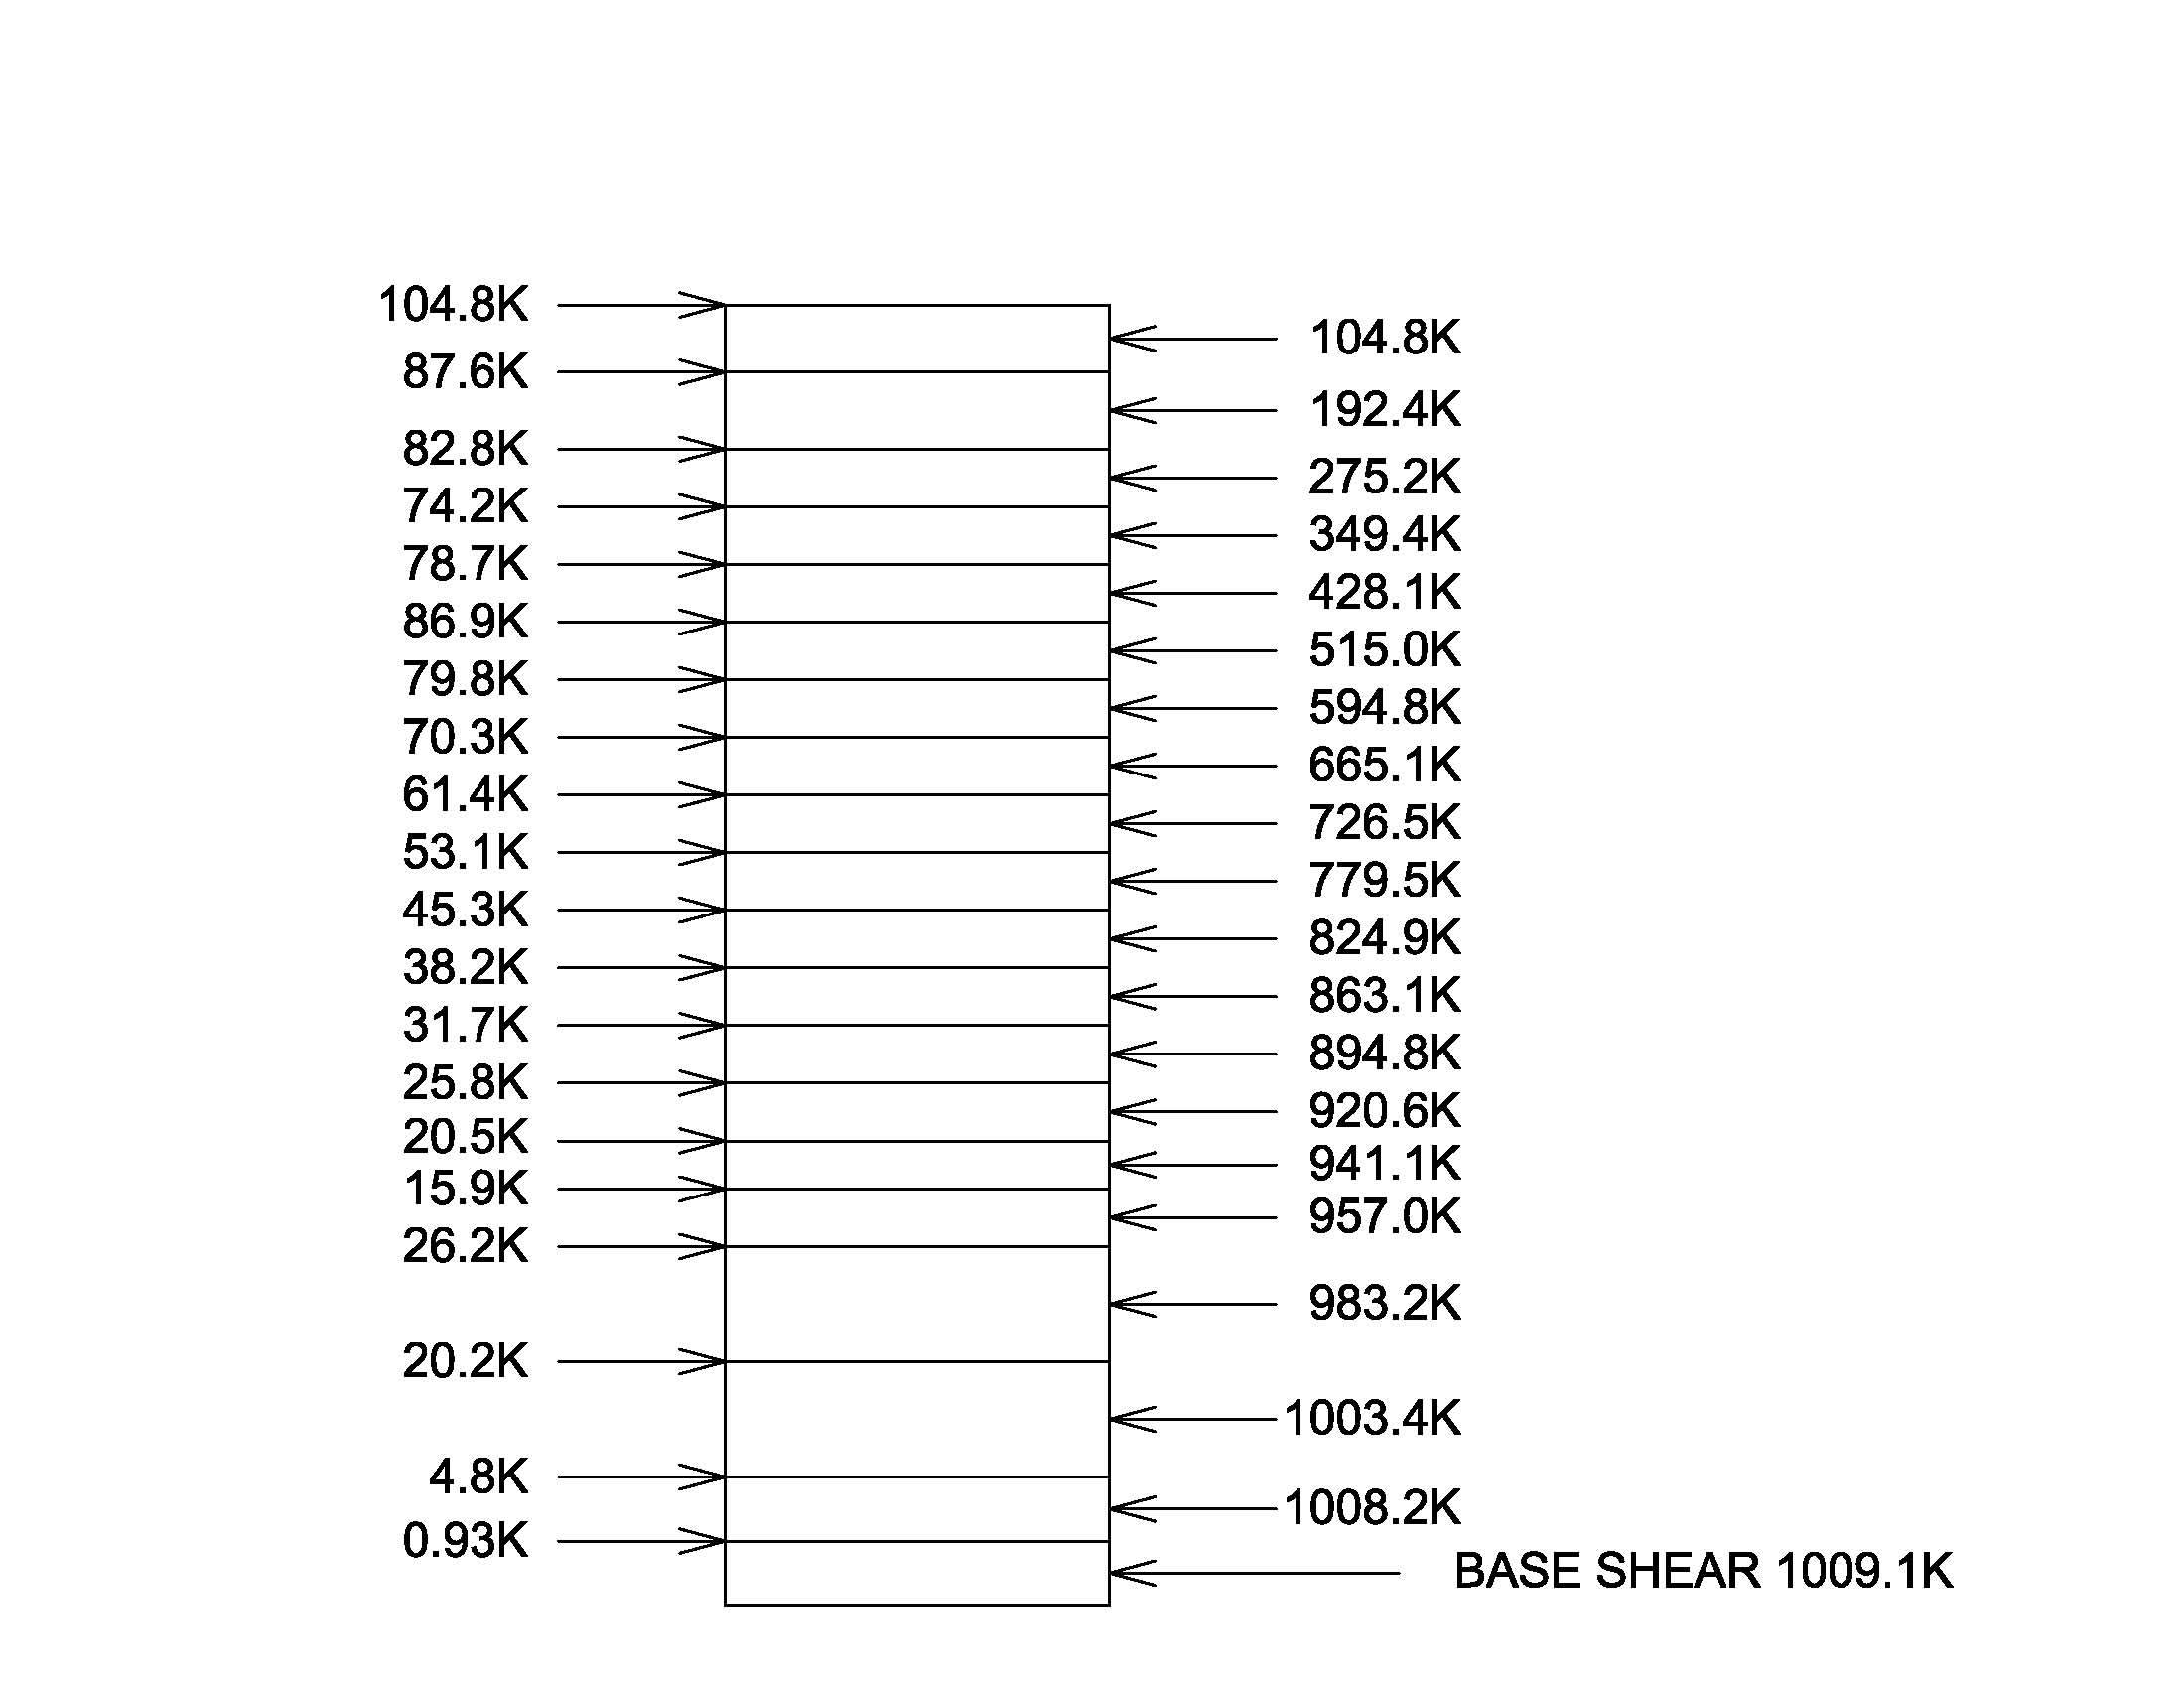 104.8K
104.8K
87.6K
192.4K
82.8K
275.2K
74.2K
349.4K
78.7K
428.1K
86.9K
515.0K
79.8K
594.8K
70.3K
665.1K
61.4K
726.5K
53.1K
779.5K
45.3K
824.9K
38.2K
863.1K
31.7K
894.8K
25.8K
920.6K
20.5K
941.1K
15.9K
957.0K
26.2K
983.2K
20.2K
1003.4K
4.8K
1008.2K
0.93K
BASE SHEAR 1009.1K